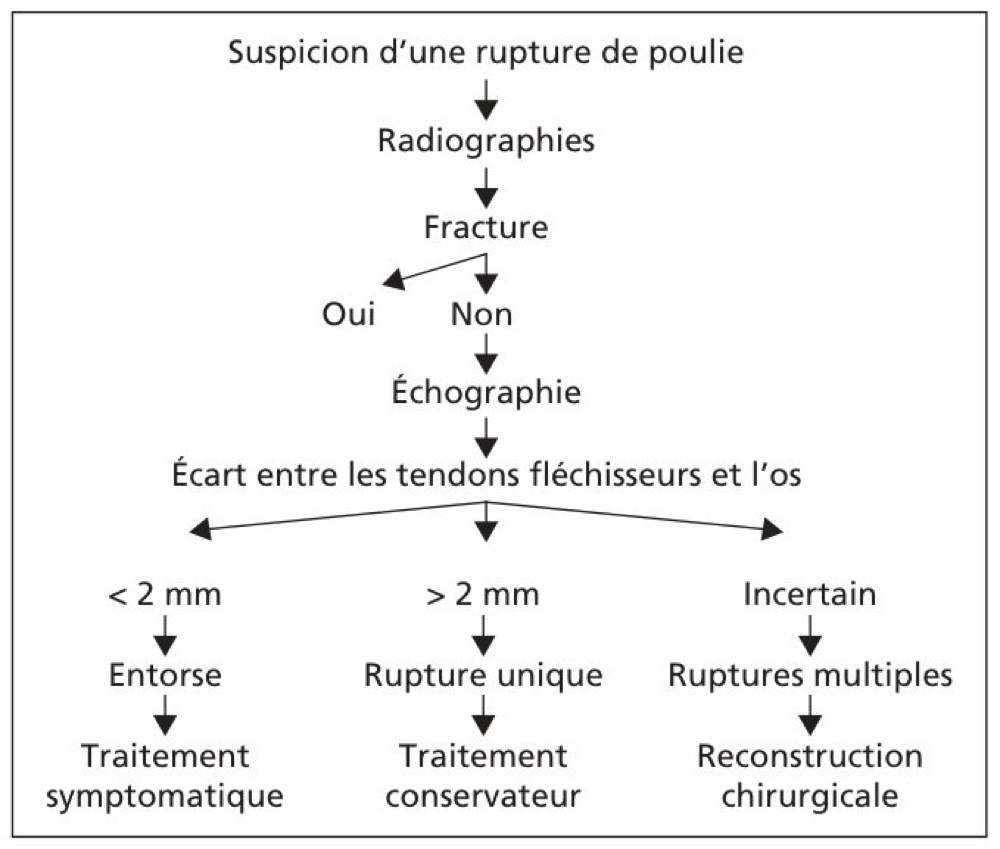 Suspicion d'une rupture de poulie
Radiographies
Fracture
Oui
Non
Échographie
Écart entre les tendons fléchisseurs et l'os
< 2 mm
> 2 mm
Incertain
Entorse
Rupture unique
Ruptures multiples
Traitement
symptomatique
Traitement
conservateur
Reconstruction
chirurgicale